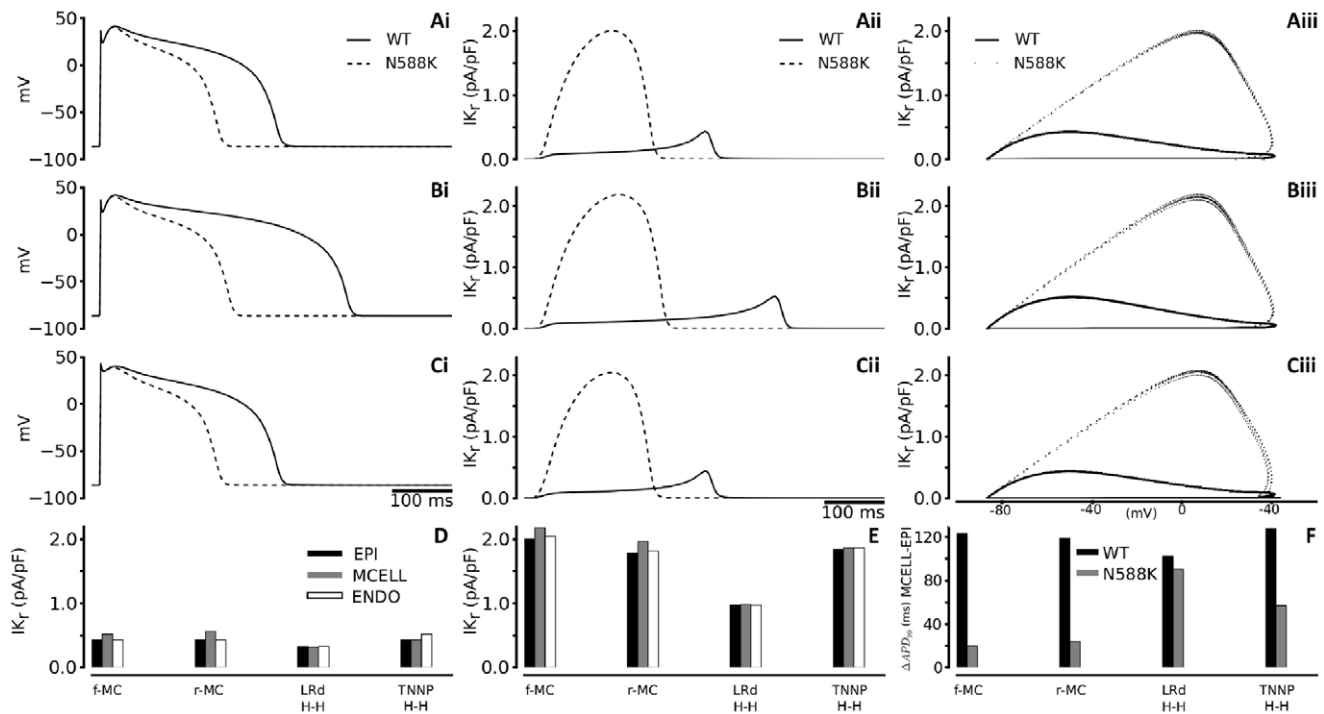 Ai
50
0
−50
−100
mV
WT
N588K
Aii
2.0
1.0
0.0
IKr (pA/pF)
WT
N588K
Aiii
2.0
1.0
0.0
IKr (pA/pF)
WT
N588K
Bi
50
0
−50
−100
mV
Bii
2.0
1.0
0.0
IKr (pA/pF)
Biii
2.0
1.0
0.0
IKr (pA/pF)
Ci
50
0
−50
−100
mV
100 ms
Cii
2.0
1.0
0.0
IKr (pA/pF)
100 ms
Ciii
2.0
1.0
0.0
IKr (pA/pF)
-80 -40 (mV) 0 -40
D
2.0
1.0
0.0
IKr (pA/pF)
EPI
MCELL
ENDO
f-MC r-MC LRd TNNP
H-H H-H
E
2.0
1.0
0.0
IKr (pA/pF)
f-MC r-MC LRd TNNP
H-H H-H
F
120
80
40
0
ΔAPD90 (ms) MCELL-EPI
WT
N588K
f-MC r-MC LRd TNNP
H-H H-H